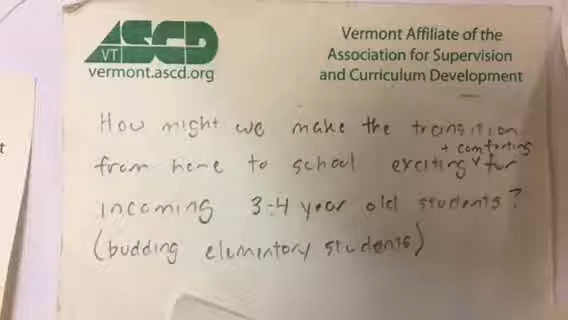 VT ASCD
vermont.ascd.org
Vermont Affiliate of the
Association for Supervision
and Curriculum Development
How might we make the transition
from home to school exciting + comforting for
incoming 3-4 year old students?
(budding elementary students)
t